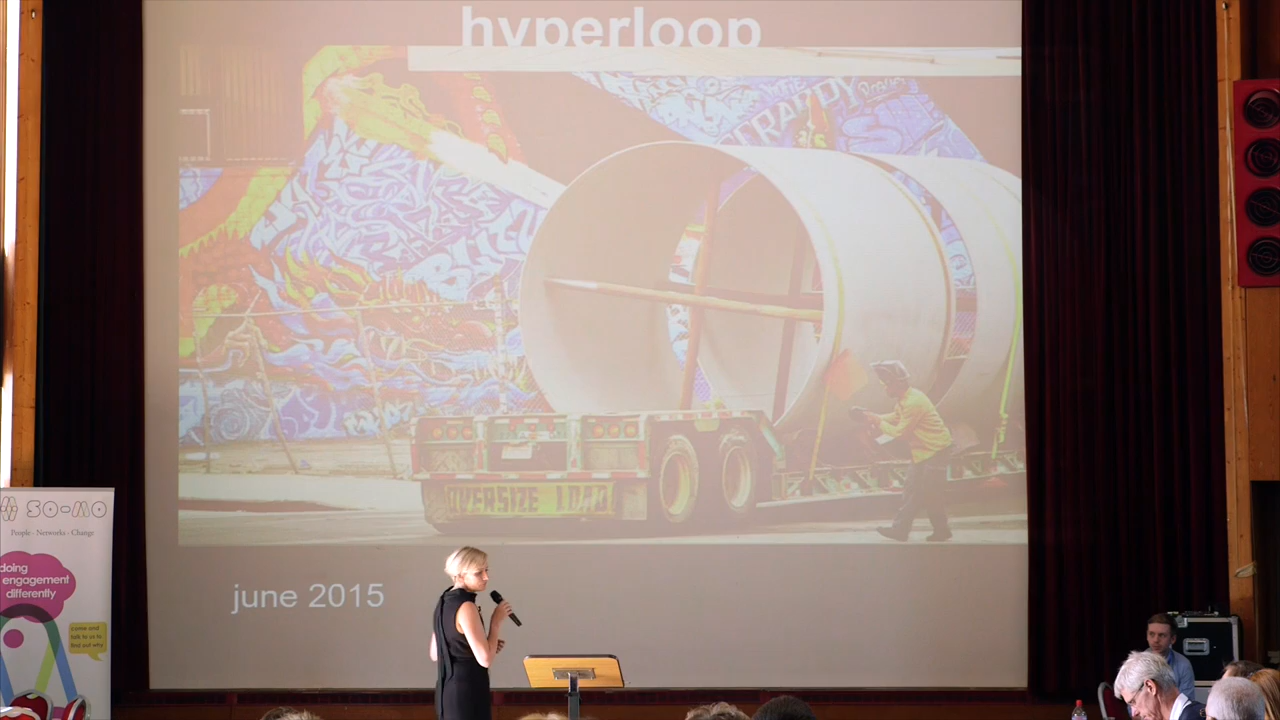 hyperloop
SCRAPPY
OVERSIZE LOAD
june 2015
SO-MO
People · Networks · Change
doing
engagement
differently
come and
talk to us to
find out why